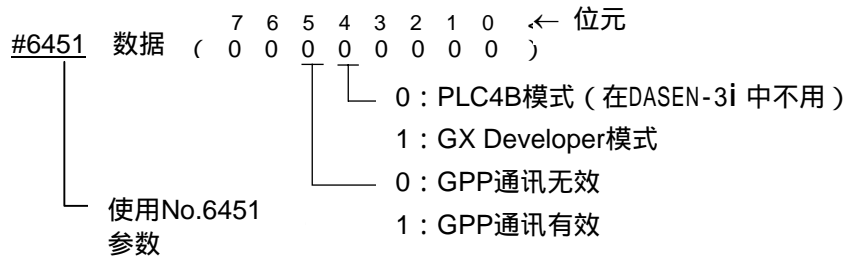 7 6 5 4 3 2 1 0 ← 位元
#6451 数据 ( 0 0 0 0 0 0 0 0 )
0：PLC4B模式（在DASEN-3i 中不用）
1：GX Developer模式
0：GPP通讯无效
使用No.6451
1：GPP通讯有效
参数